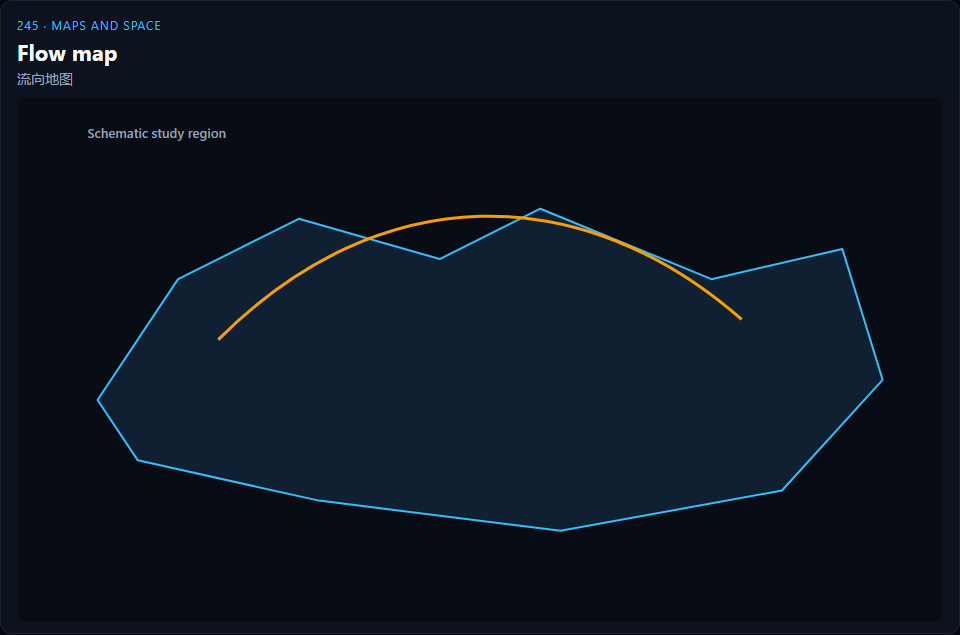 245 · MAPS AND SPACE
Flow map
流向地图
Schematic study region